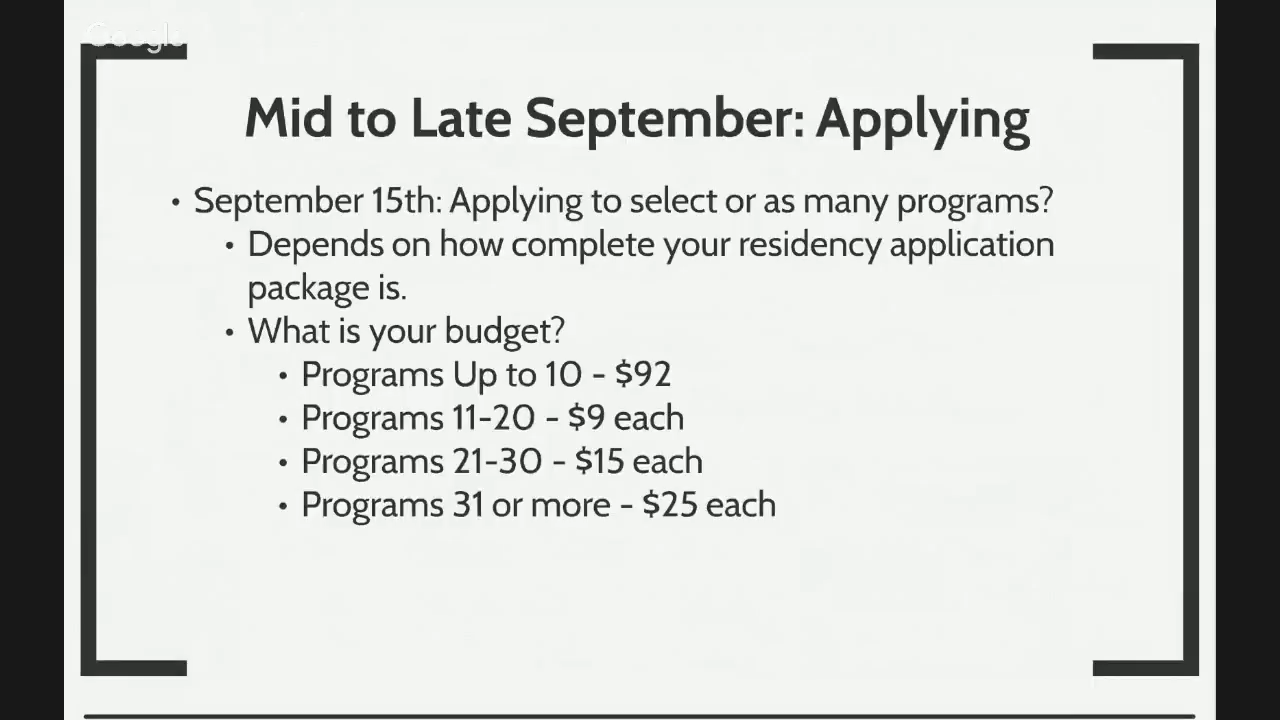 Google
Mid to Late September: Applying
• September 15th: Applying to select or as many programs?
• Depends on how complete your residency application
package is.
• What is your budget?
• Programs Up to 10 - $92
• Programs 11-20 - $9 each
• Programs 21-30 - $15 each
• Programs 31 or more - $25 each